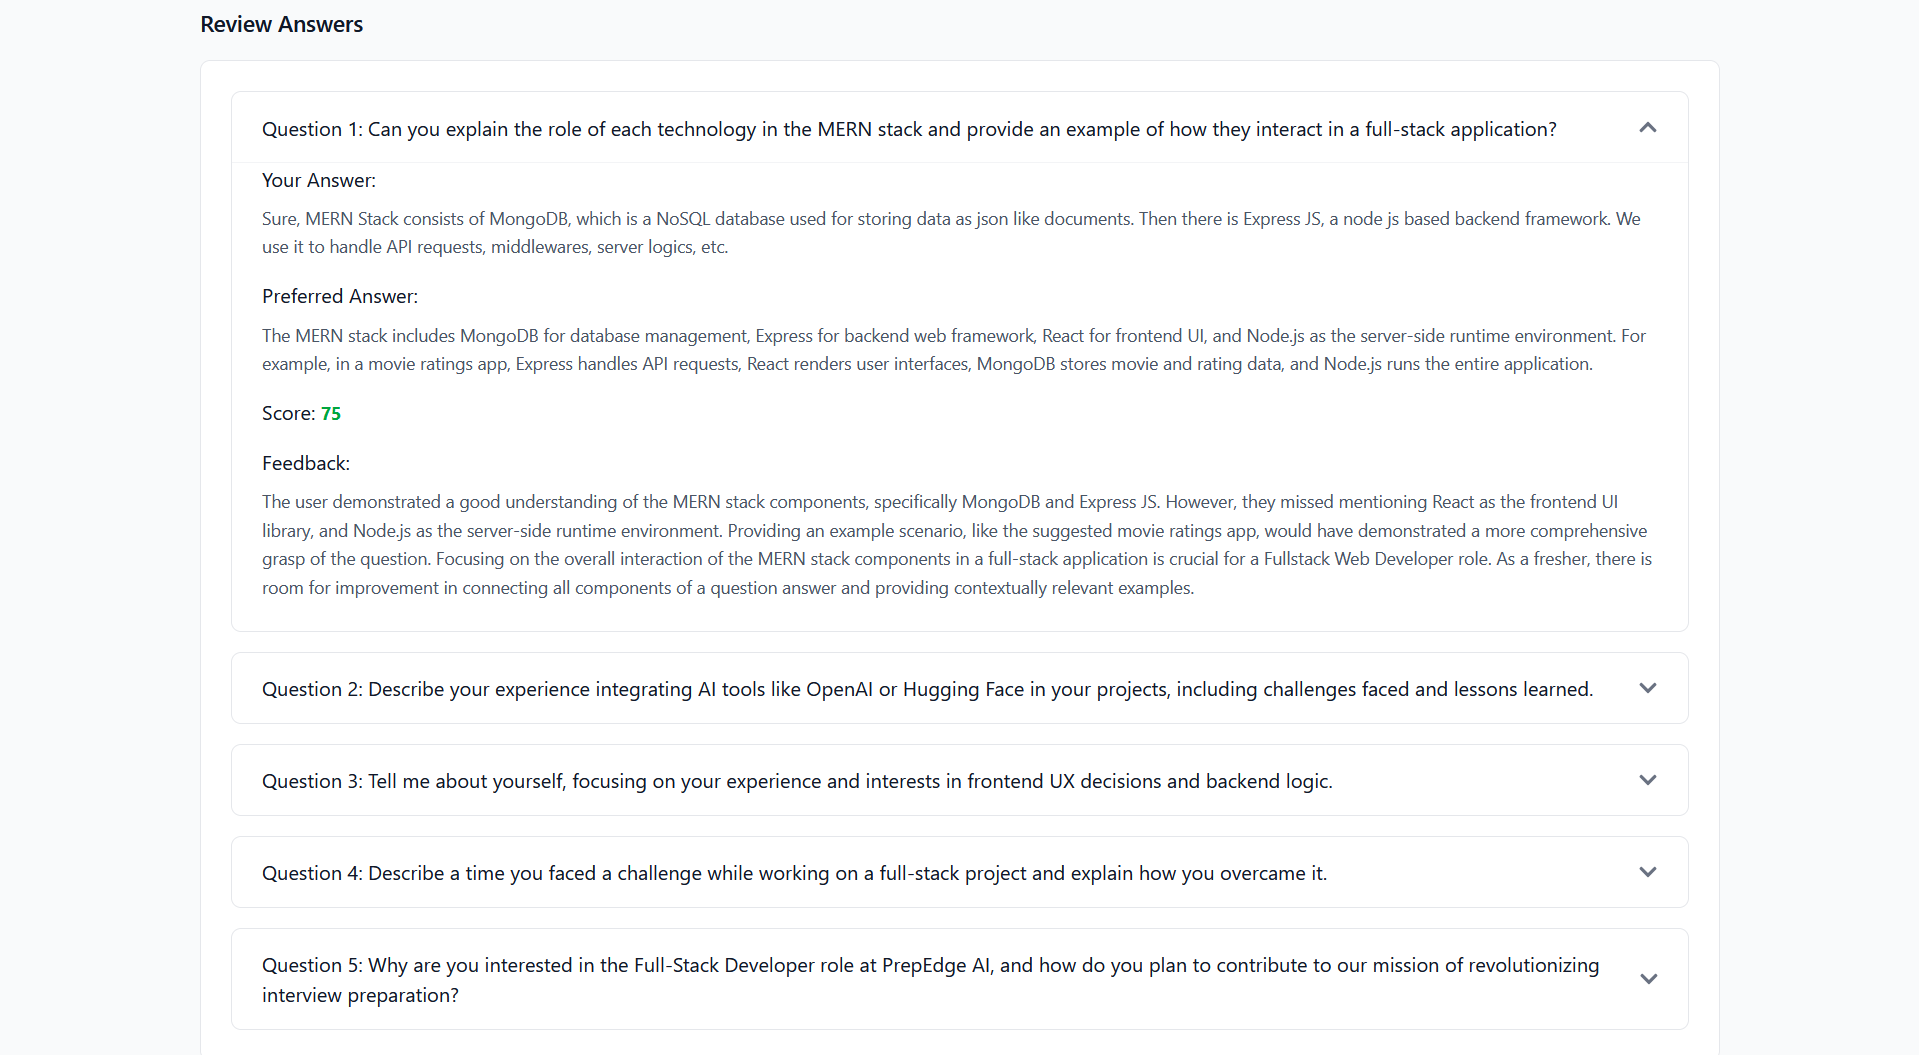 Review Answers
Question 1: Can you explain the role of each technology in the MERN stack and provide an example of how they interact in a full-stack application?
Your Answer:
Sure, MERN Stack consists of MongoDB, which is a NoSQL database used for storing data as json like documents. Then there is Express JS, a node js based backend framework. We
use it to handle API requests, middlewares, server logics, etc.
Preferred Answer:
The MERN stack includes MongoDB for database management, Express for backend web framework, React for frontend UI, and Node.js as the server-side runtime environment. For
example, in a movie ratings app, Express handles API requests, React renders user interfaces, MongoDB stores movie and rating data, and Node.js runs the entire application.
Score: 75
Feedback:
The user demonstrated a good understanding of the MERN stack components, specifically MongoDB and Express JS. However, they missed mentioning React as the frontend UI
library, and Node.js as the server-side runtime environment. Providing an example scenario, like the suggested movie ratings app, would have demonstrated a more comprehensive
grasp of the question. Focusing on the overall interaction of the MERN stack components in a full-stack application is crucial for a Fullstack Web Developer role. As a fresher, there is
room for improvement in connecting all components of a question answer and providing contextually relevant examples.
Question 2: Describe your experience integrating AI tools like OpenAI or Hugging Face in your projects, including challenges faced and lessons learned.
Question 3: Tell me about yourself, focusing on your experience and interests in frontend UX decisions and backend logic.
Question 4: Describe a time you faced a challenge while working on a full-stack project and explain how you overcame it.
Question 5: Why are you interested in the Full-Stack Developer role at PrepEdge AI, and how do you plan to contribute to our mission of revolutionizing
interview preparation?